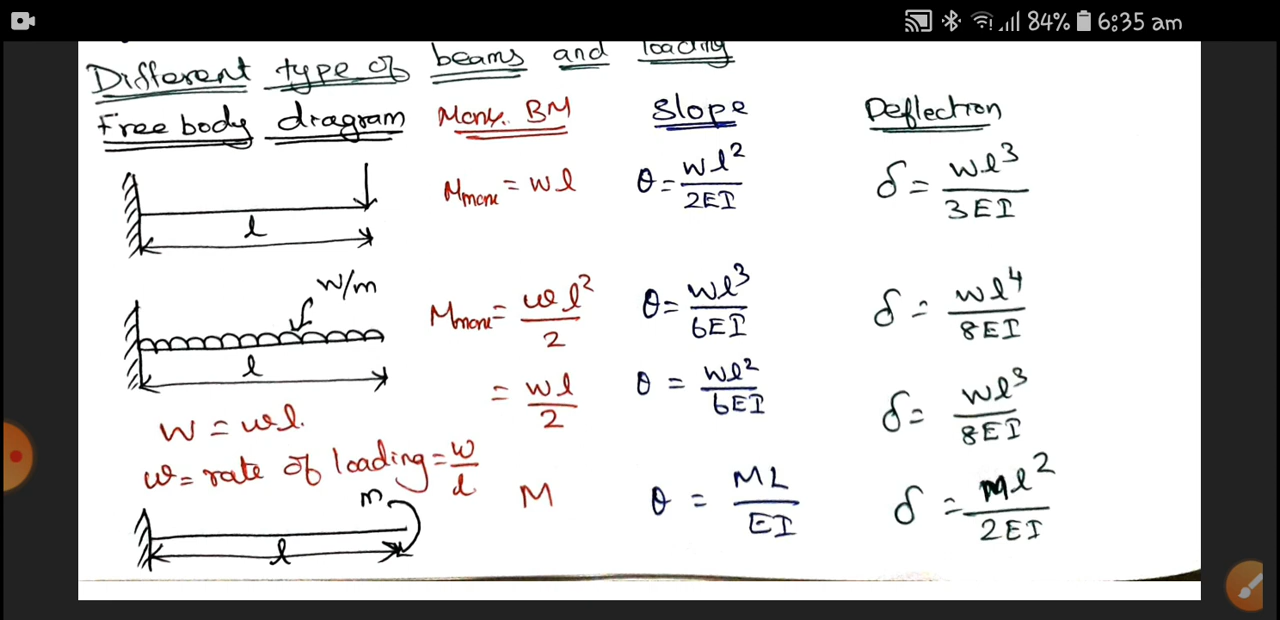 84% 6:35 am
Different type of beams and loading
Free body diagram Max. BM Slope Deflection
l Mmax = Wl θ = Wl²/2EI δ = Wl³/3EI
W/m
l Mmax = wl²/2 θ = wl³/6EI δ = wl⁴/8EI
= Wl/2 θ = Wl²/6EI δ = Wl³/8EI
W = wl.
w = rate of loading = W/l
m l M θ = ML/EI δ = Ml²/2EI